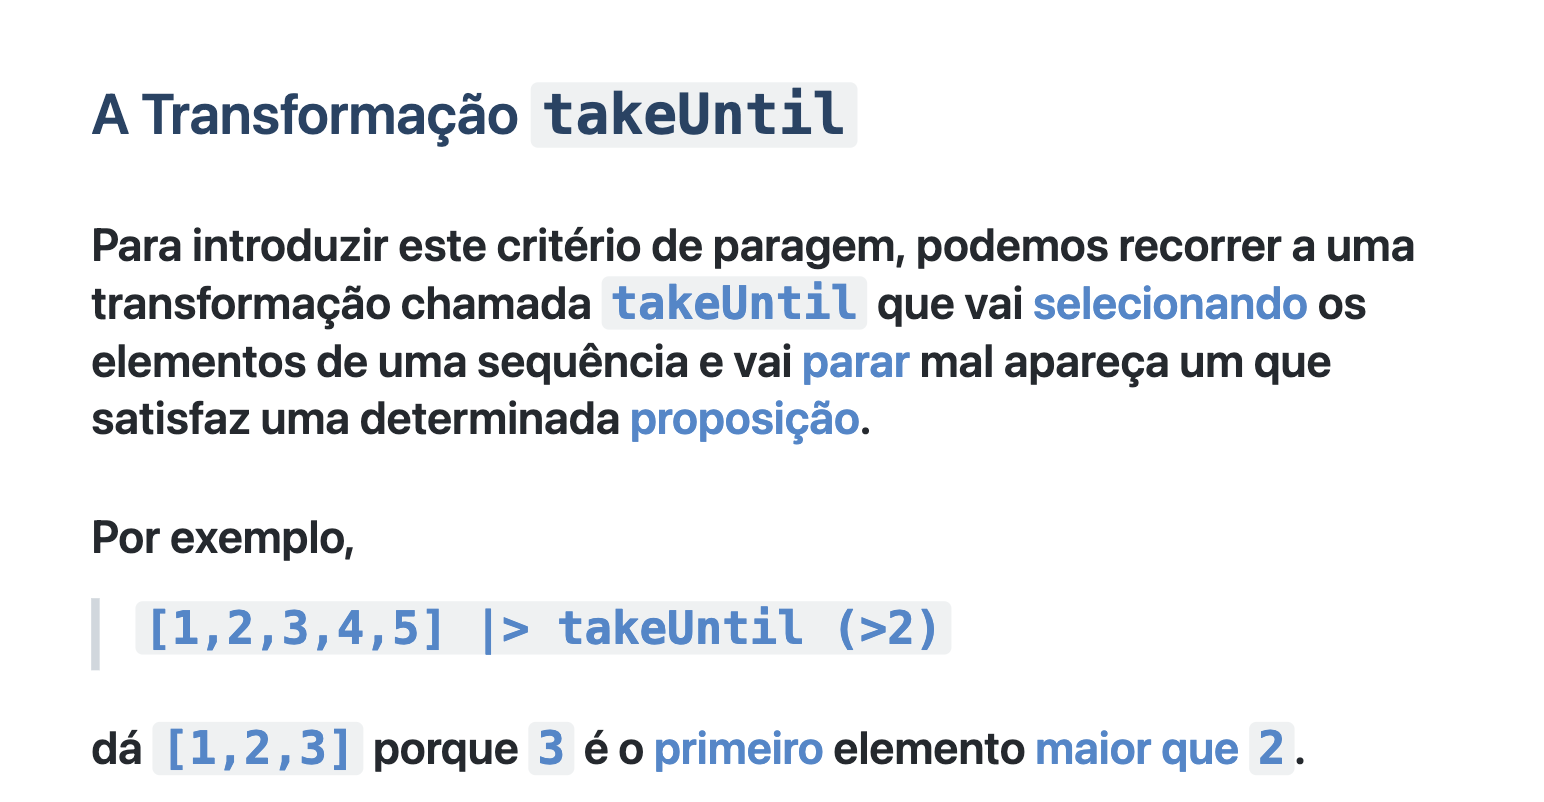 A Transformação takeUntil
Para introduzir este critério de paragem, podemos recorrer a uma
transformação chamada takeUntil que vai selecionando os
elementos de uma sequência e vai parar mal apareça um que
satisfaz uma determinada proposição.
Por exemplo,
[1,2,3,4,5] |> takeUntil (>2)
dá [1,2,3] porque 3 é o primeiro elemento maior que 2.